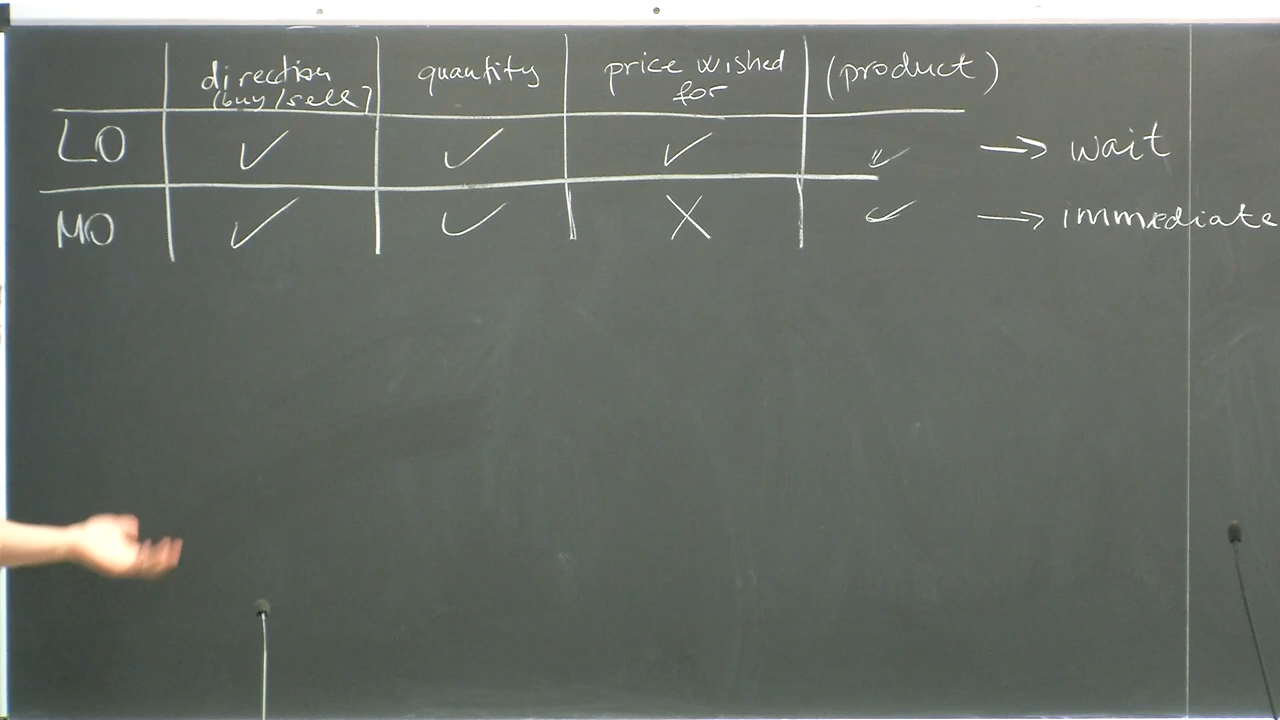 direction quantity price wished (product)
(buy/sell) for
LO ✓ ✓ ✓ ✓ → wait
MO ✓ ✓ X ✓ → immediate